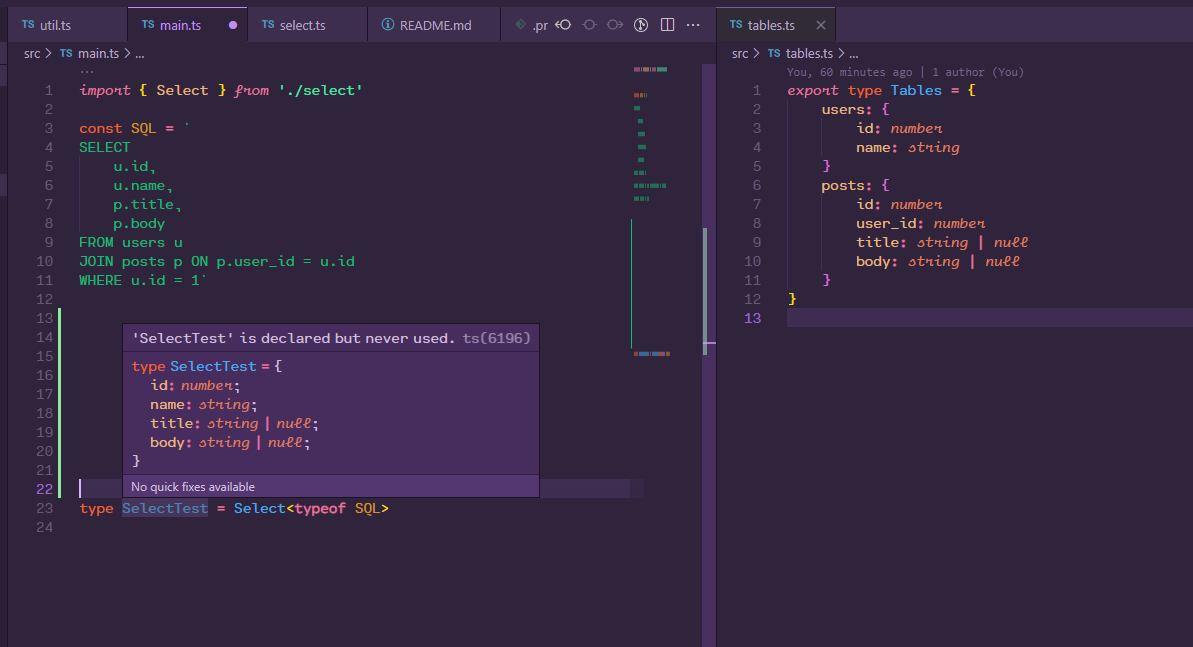 TS util.ts
TS main.ts
TS select.ts
README.md
.pr
...
src > TS main.ts > ...
...
1 import { Select } from './select'
2
3 const SQL = `
4 SELECT
5 u.id,
6 u.name,
7 p.title,
8 p.body
9 FROM users u
10 JOIN posts p ON p.user_id = u.id
11 WHERE u.id = 1`
12
13
14
15
16
17
18
19
20
21
22
'SelectTest' is declared but never used. ts(6196)
type SelectTest = {
id: number;
name: string;
title: string | null;
body: string | null;
}
No quick fixes available
23 type SelectTest = Select<typeof SQL>
24
TS tables.ts ×
src > TS tables.ts > ...
You, 60 minutes ago | 1 author (You)
1 export type Tables = {
2 users: {
3 id: number
4 name: string
5 }
6 posts: {
7 id: number
8 user_id: number
9 title: string | null
10 body: string | null
11 }
12 }
13